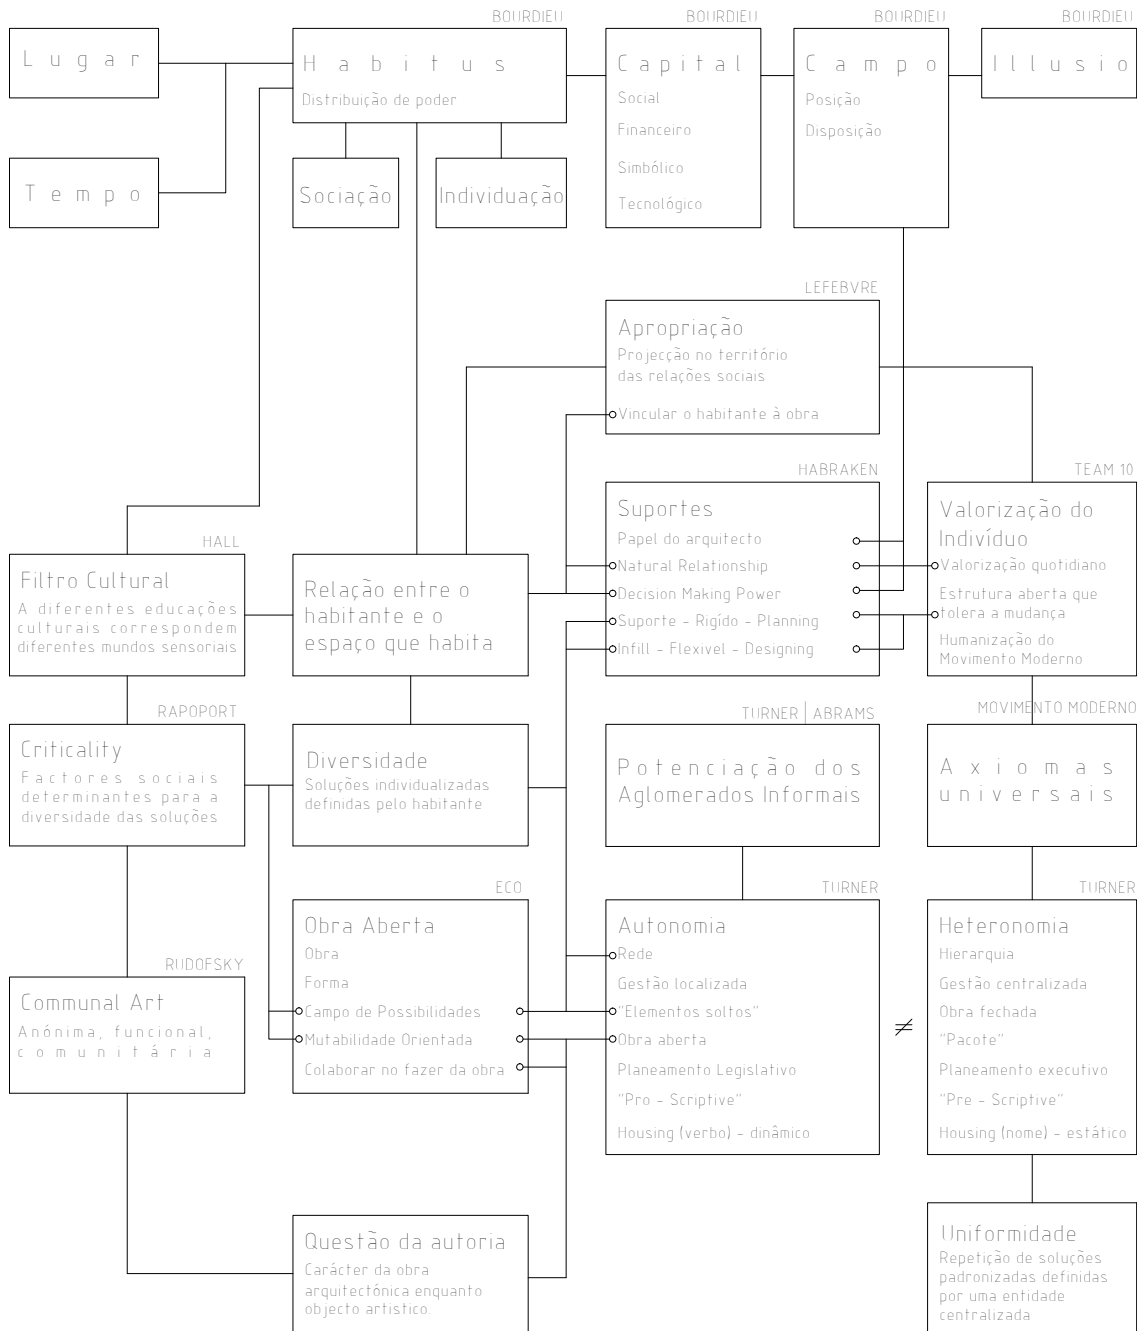 BOURDIEU
BOURDIEU
BOURDIEU
BOURDIEU
Lugar
Habitus
Distribuição de poder
Capital
Social
Financeiro
Simbólico
Tecnológico
Campo
Posição
Disposição
Illusio
Tempo
Sociação
Individuação
LEFEBVRE
Apropriação
Projecção no território
das relações sociais
Vincular o habitante à obra
HABRAKEN
Suportes
Papel do arquitecto
Natural Relationship
Decision Making Power
Suporte - Rigído - Planning
Infill - Flexivel - Designing
TEAM 10
Valorização do
Indivíduo
Valorização quotidiano
Estrutura aberta que
tolera a mudança
Humanização do
Movimento Moderno
HALL
Filtro Cultural
A diferentes educações
culturais correspondem
diferentes mundos sensoriais
Relação entre o
habitante e o
espaço que habita
RAPOPORT
Criticality
Factores sociais
determinantes para a
diversidade das soluções
Diversidade
Soluções individualizadas
definidas pelo habitante
TURNER | ABRAMS
Potenciação dos
Aglomerados Informais
MOVIMENTO MODERNO
Axiomas
universais
ECO
Obra Aberta
Obra
Forma
Campo de Possibilidades
Mutabilidade Orientada
Colaborar no fazer da obra
TURNER
Autonomia
Rede
Gestão localizada
"Elementos soltos"
Obra aberta
Planeamento Legislativo
"Pro - Scriptive"
Housing (verbo) - dinâmico
≠
TURNER
Heteronomia
Hierarquia
Gestão centralizada
Obra fechada
"Pacote"
Planeamento executivo
"Pre - Scriptive"
Housing (nome) - estático
RUDOFSKY
Communal Art
Anónima, funcional,
comunitária
Questão da autoria
Carácter da obra
arquitectónica enquanto
objecto artistico.
Uniformidade
Repetição de soluções
padronizadas definidas
por uma entidade
centralizada